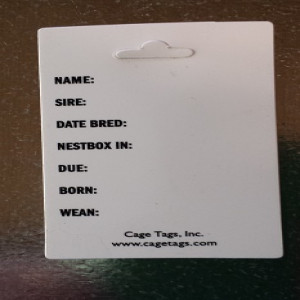 NAME:
SIRE:
DATE BRED:
NESTBOX IN:
DUE:
BORN:
WEAN:
Cage Tags, Inc.
www.cagetags.com